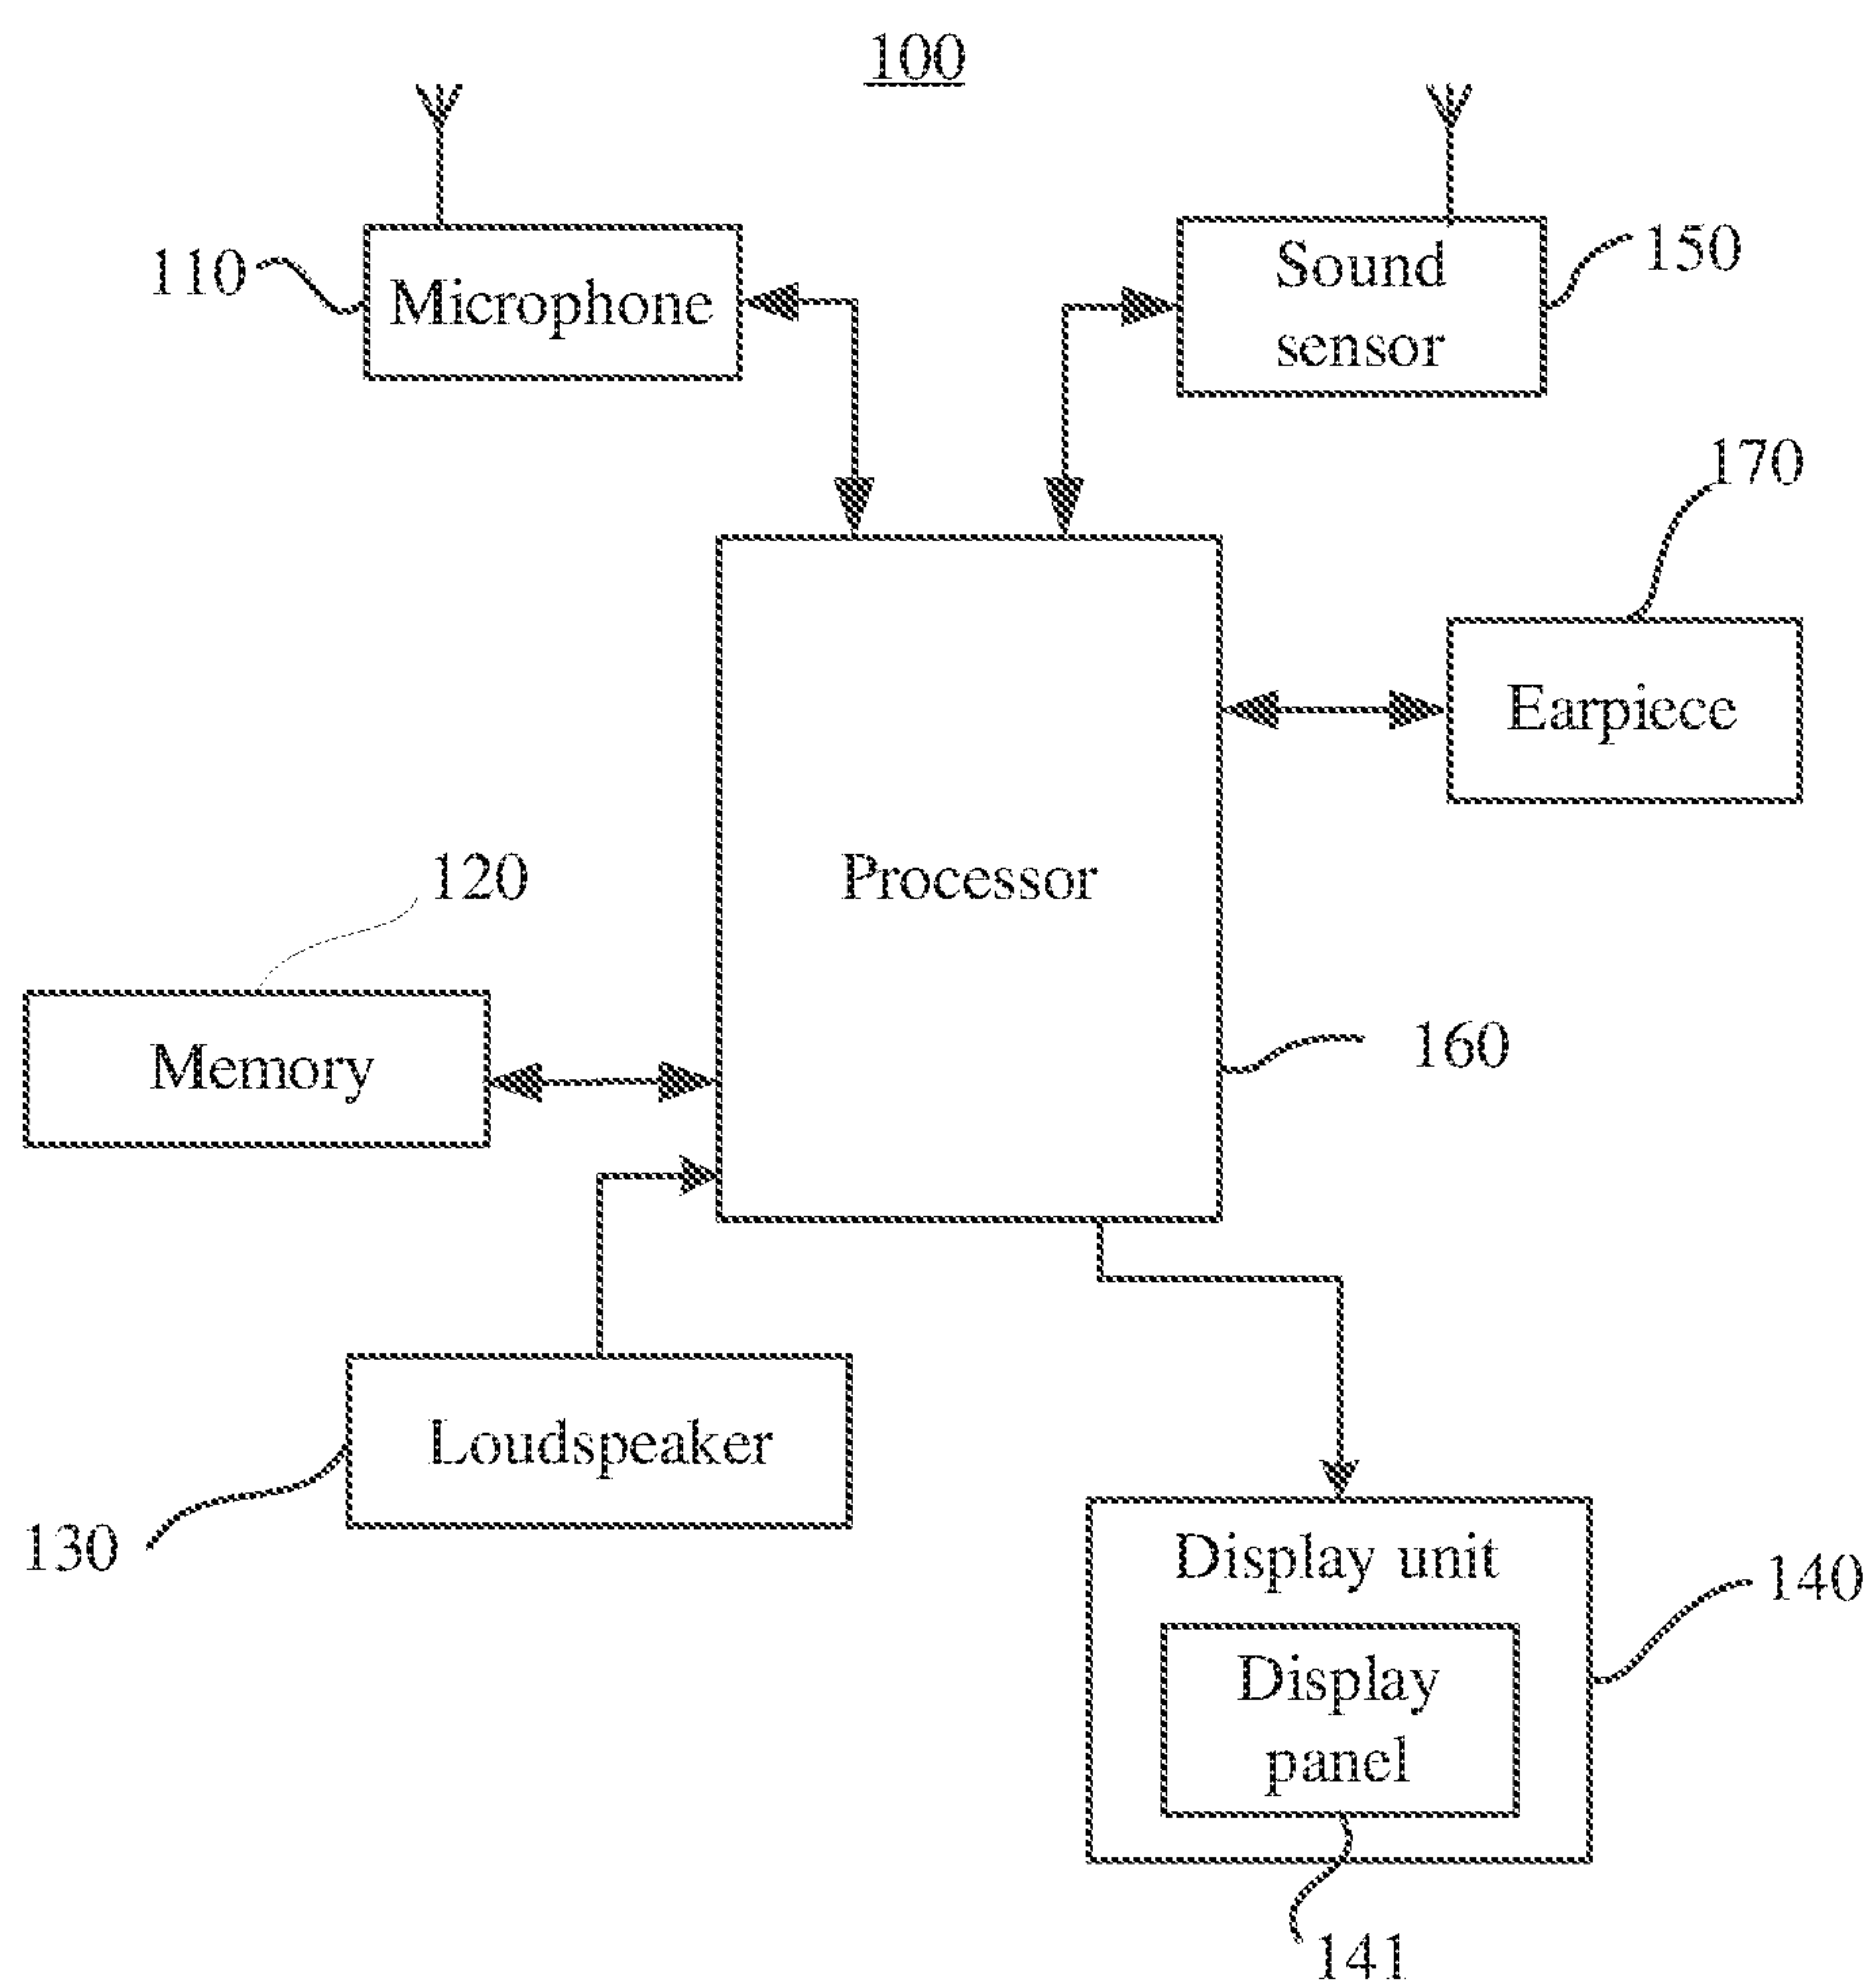 100
110
Microphone
Sound
sensor
150
170
Earpiece
Processor
120
Memory
160
Loudspeaker
130
Display unit
140
Display
panel
141